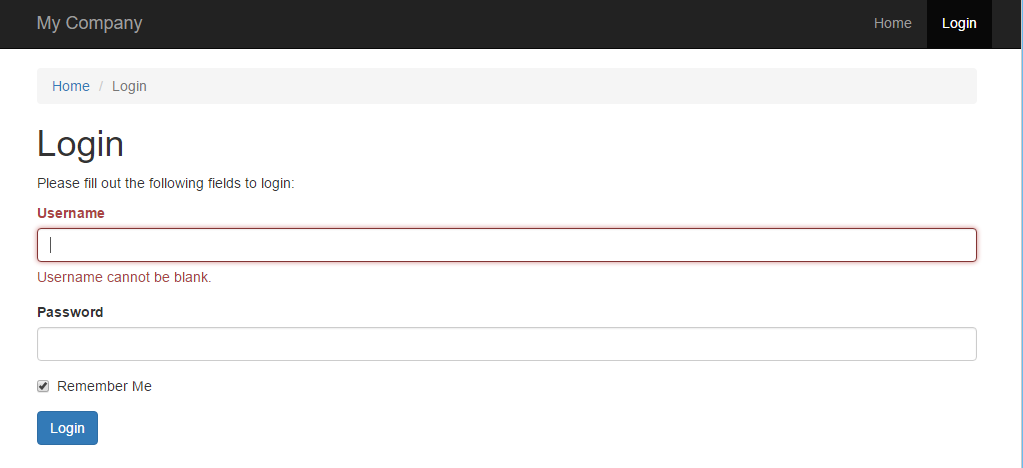 My Company Home Login
Home / Login
Login
Please fill out the following fields to login:
Username
Username cannot be blank.
Password
Remember Me
Login